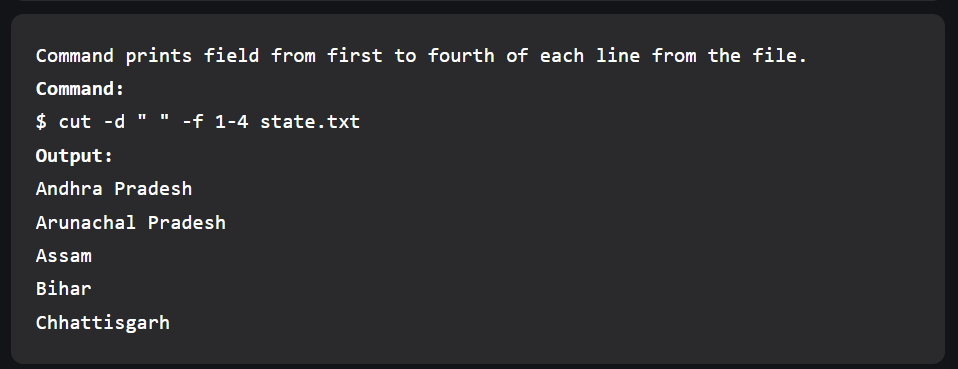 Command prints field from first to fourth of each line from the file.
Command:
$ cut -d " " -f 1-4 state.txt
Output:
Andhra Pradesh
Arunachal Pradesh
Assam
Bihar
Chhattisgarh